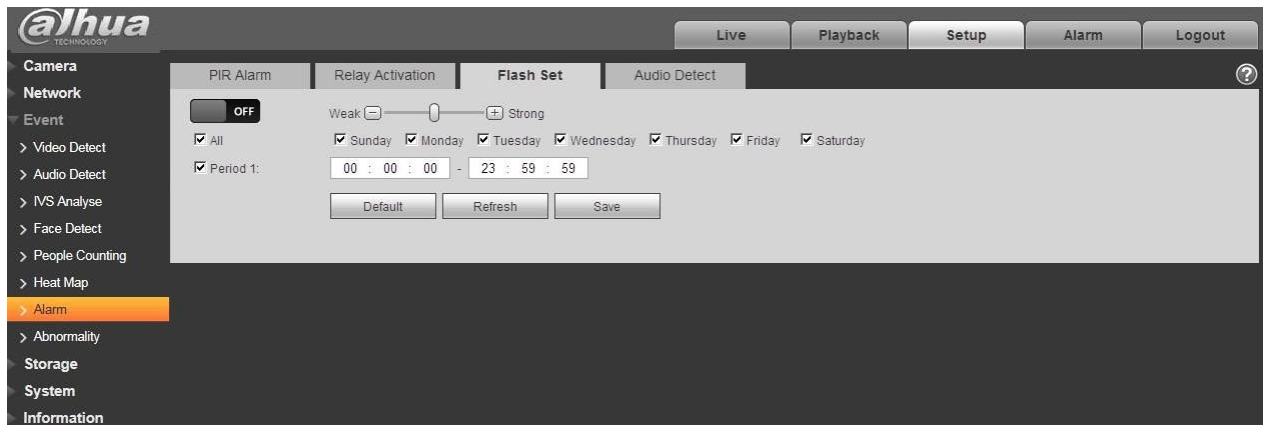 alhua
TECHNOLOGY
Live Playback Setup Alarm Logout
Camera
Network
Event
Video Detect
Audio Detect
IVS Analyse
Face Detect
People Counting
Heat Map
Alarm
Abnormality
Storage
System
Information
PIR Alarm Relay Activation Flash Set Audio Detect
?
OFF Weak - + Strong
All Sunday Monday Tuesday Wednesday Thursday Friday Saturday
Period 1: 00 : 00 : 00 - 23 : 59 : 59
Default Refresh Save